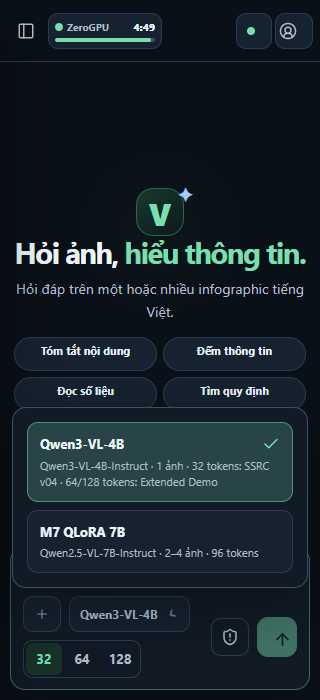 ZeroGPU 4:49
V
Hỏi ảnh, hiểu thông tin.
Hỏi đáp trên một hoặc nhiều infographic tiếng
Việt.
Tóm tắt nội dung
Đếm thông tin
Đọc số liệu
Tìm quy định
Qwen3-VL-4B
Qwen3-VL-4B-Instruct · 1 ảnh · 32 tokens: SSRC
v04 · 64/128 tokens: Extended Demo
M7 QLoRA 7B
Qwen2.5-VL-7B-Instruct · 2–4 ảnh · 96 tokens
Qwen3-VL-4B
32 64 128